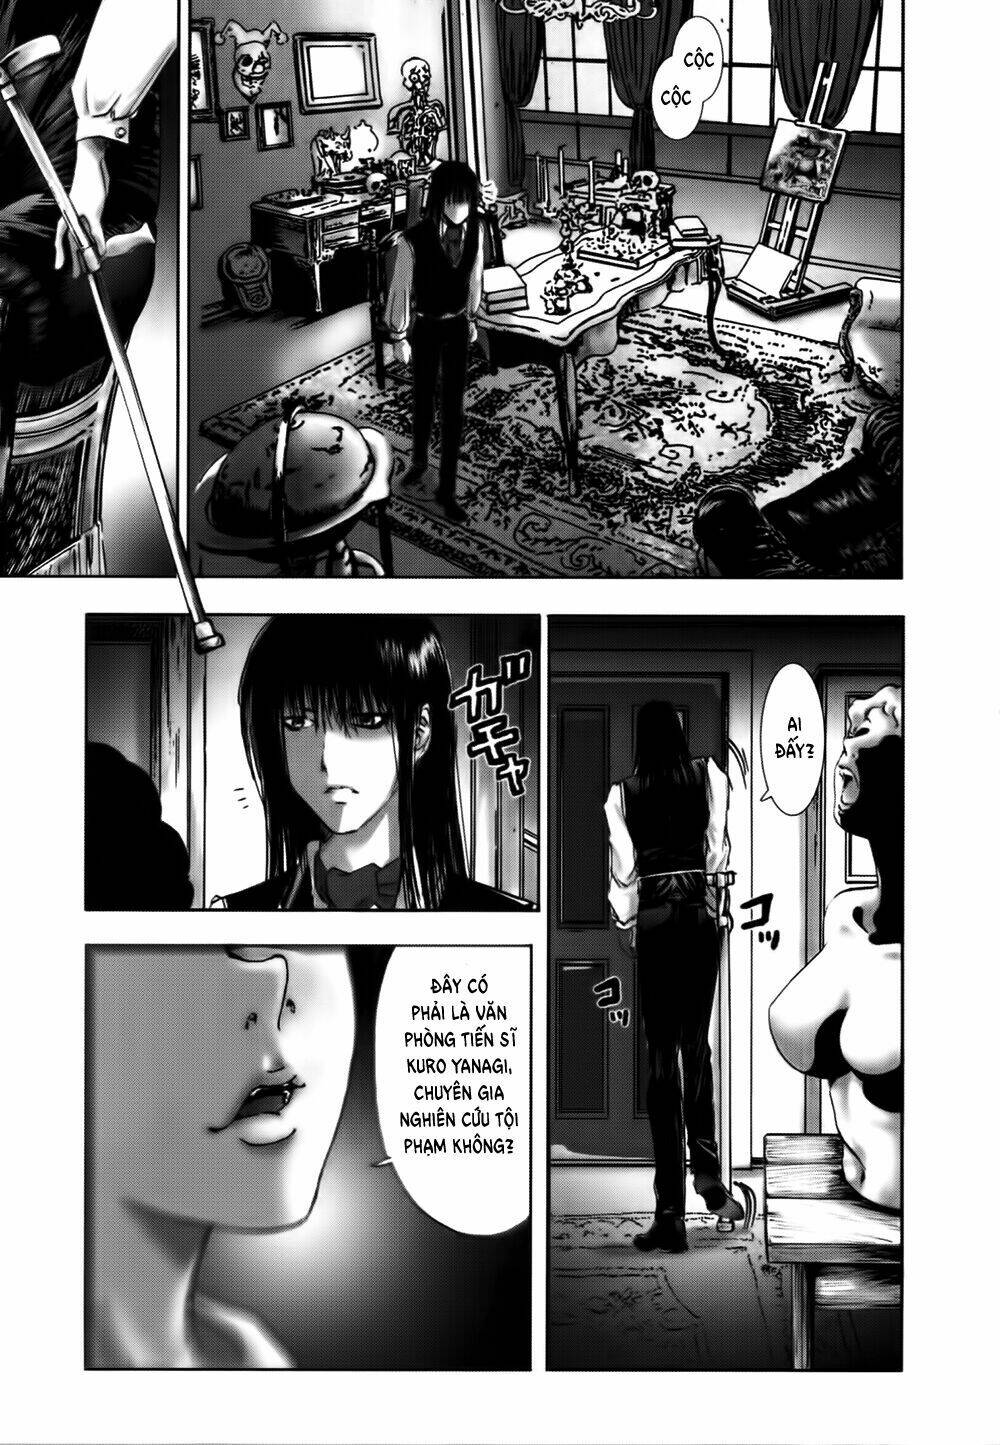 CỘC
CỘC
AI
ĐẤY?
コッ
コッ
ガチャ
ĐÂY CÓ
PHẢI LÀ VĂN
PHÒNG TIẾN SĨ
KURO YANAGI,
CHUYÊN GIA
NGHIÊN CỨU TỘI
PHẠM KHÔNG?